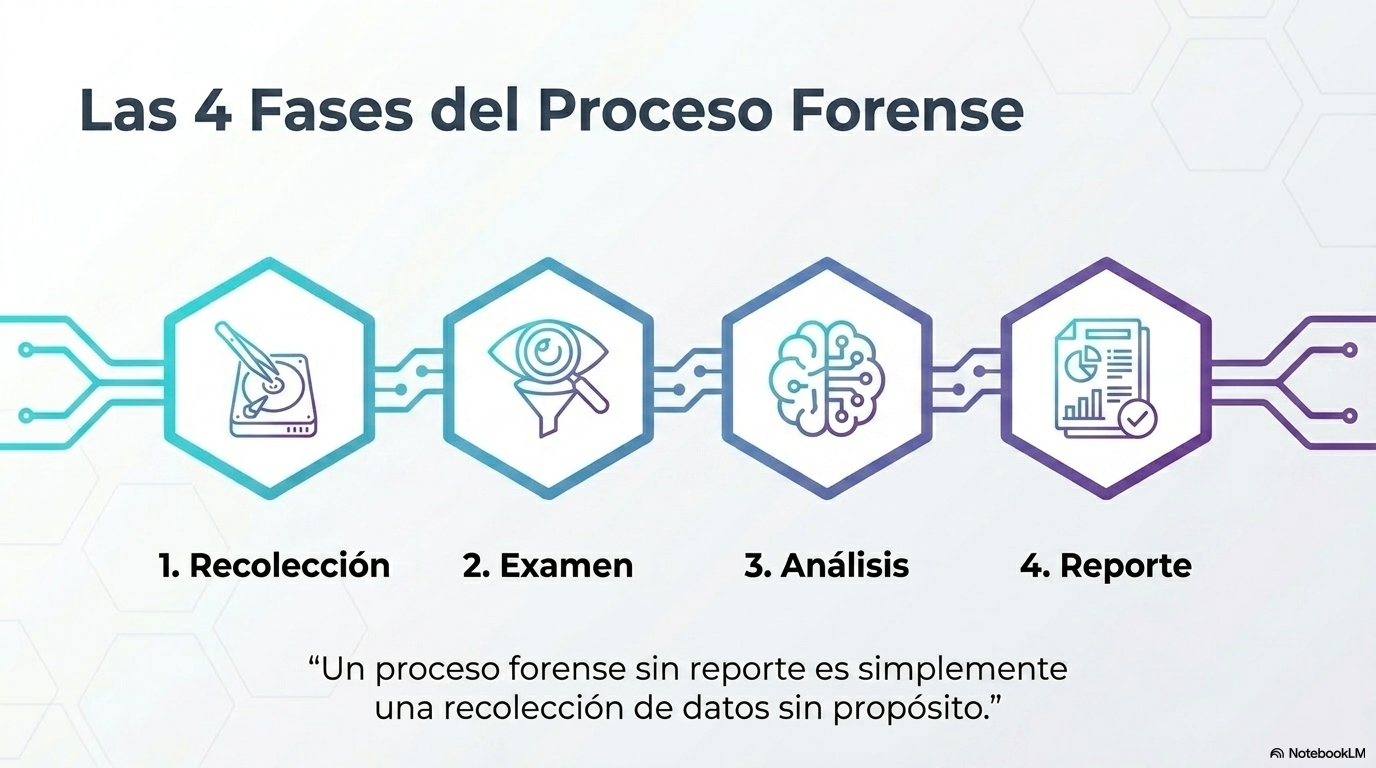 Las 4 Fases del Proceso Forense
1. Recolección
2. Examen
3. Análisis
4. Reporte
“Un proceso forense sin reporte es simplemente
una recolección de datos sin propósito.”
NotebookLM